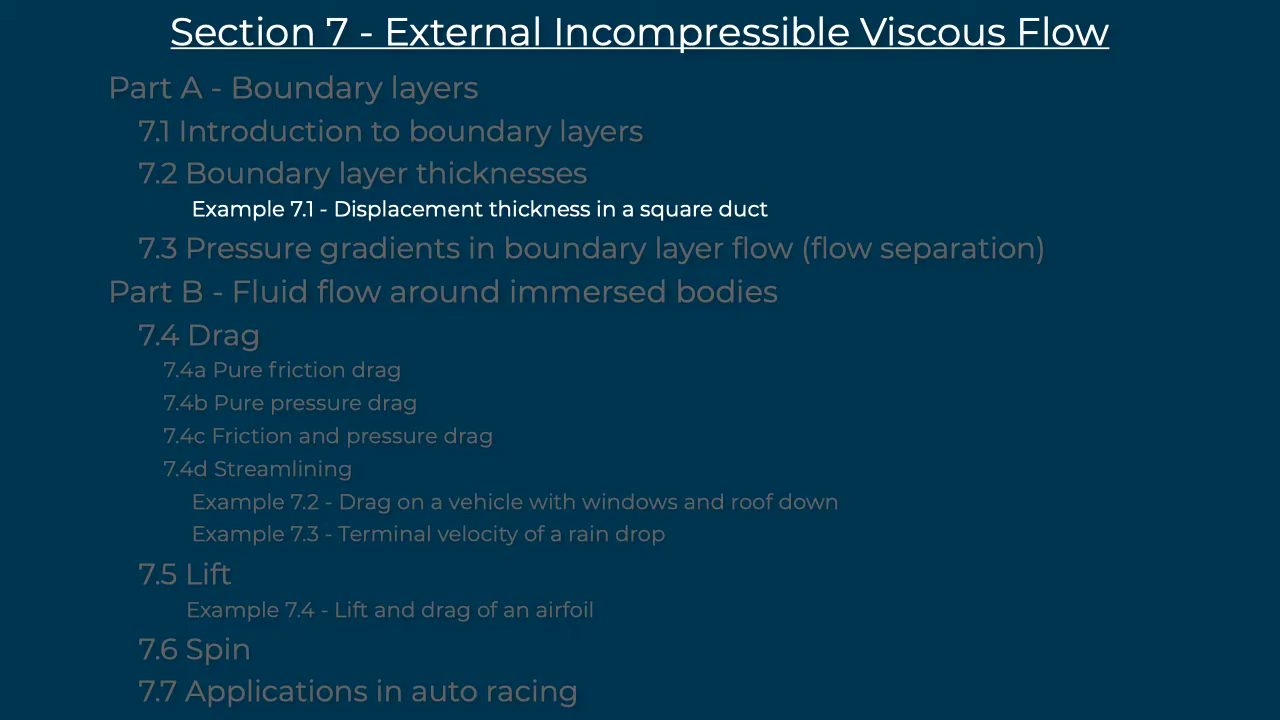 Section 7 - External Incompressible Viscous Flow
Part A - Boundary layers
7.1 Introduction to boundary layers
7.2 Boundary layer thicknesses
Example 7.1 - Displacement thickness in a square duct
7.3 Pressure gradients in boundary layer flow (flow separation)
Part B - Fluid flow around immersed bodies
7.4 Drag
7.4a Pure friction drag
7.4b Pure pressure drag
7.4c Friction and pressure drag
7.4d Streamlining
Example 7.2 - Drag on a vehicle with windows and roof down
Example 7.3 - Terminal velocity of a rain drop
7.5 Lift
Example 7.4 - Lift and drag of an airfoil
7.6 Spin
7.7 Applications in auto racing